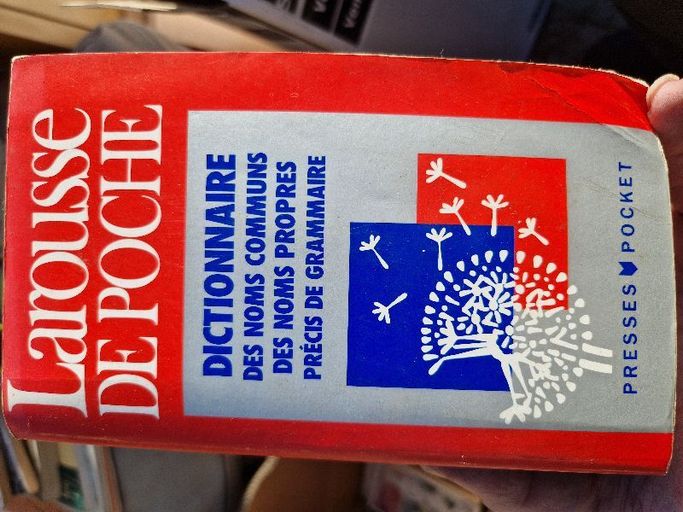 Larousse
DE POCHE
DICTIONNAIRE
DES NOMS COMMUNS
DES NOMS PROPRES
PRÉCIS DE GRAMMAIRE
PRESSES POCKET